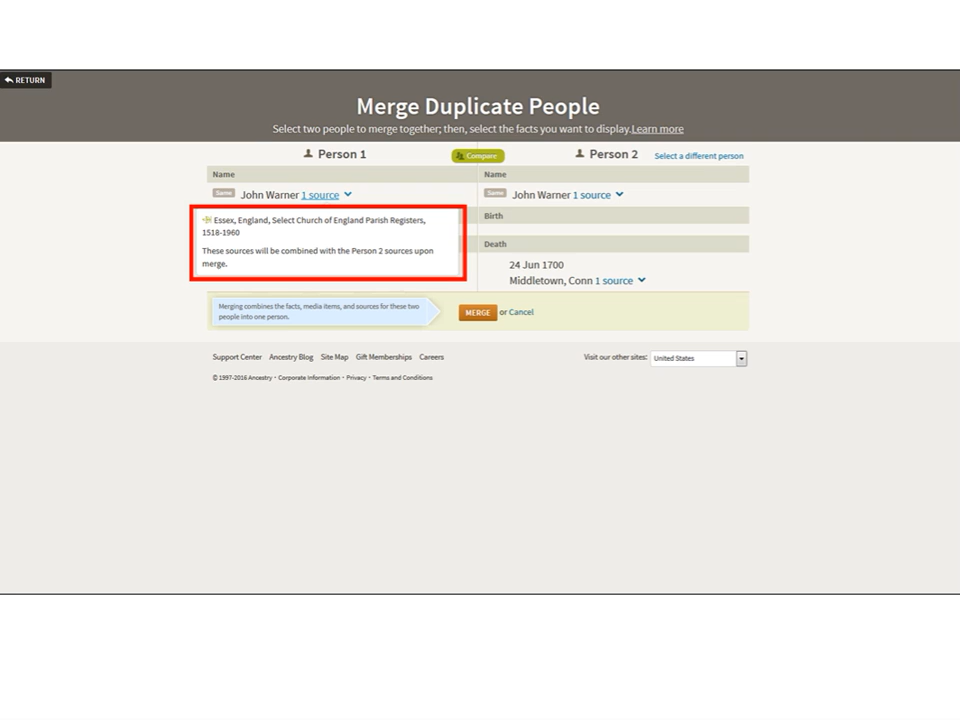 RETURN
Merge Duplicate People
Select two people to merge together; then, select the facts you want to display.Learn more
Person 1
Compare
Person 2
Select a different person
Name
Name
Same John Warner 1 source
Same John Warner 1 source
Essex, England, Select Church of England Parish Registers,
1518-1960
These sources will be combined with the Person 2 sources upon
merge.
Birth
Death
24 Jun 1700
Middletown, Conn 1 source
Merging combines the facts, media items, and sources for these two
people into one person.
MERGE or Cancel
Support Center Ancestry Blog Site Map Gift Memberships Careers
Visit our other sites: United States
© 1997-2016 Ancestry • Corporate Information • Privacy • Terms and Conditions